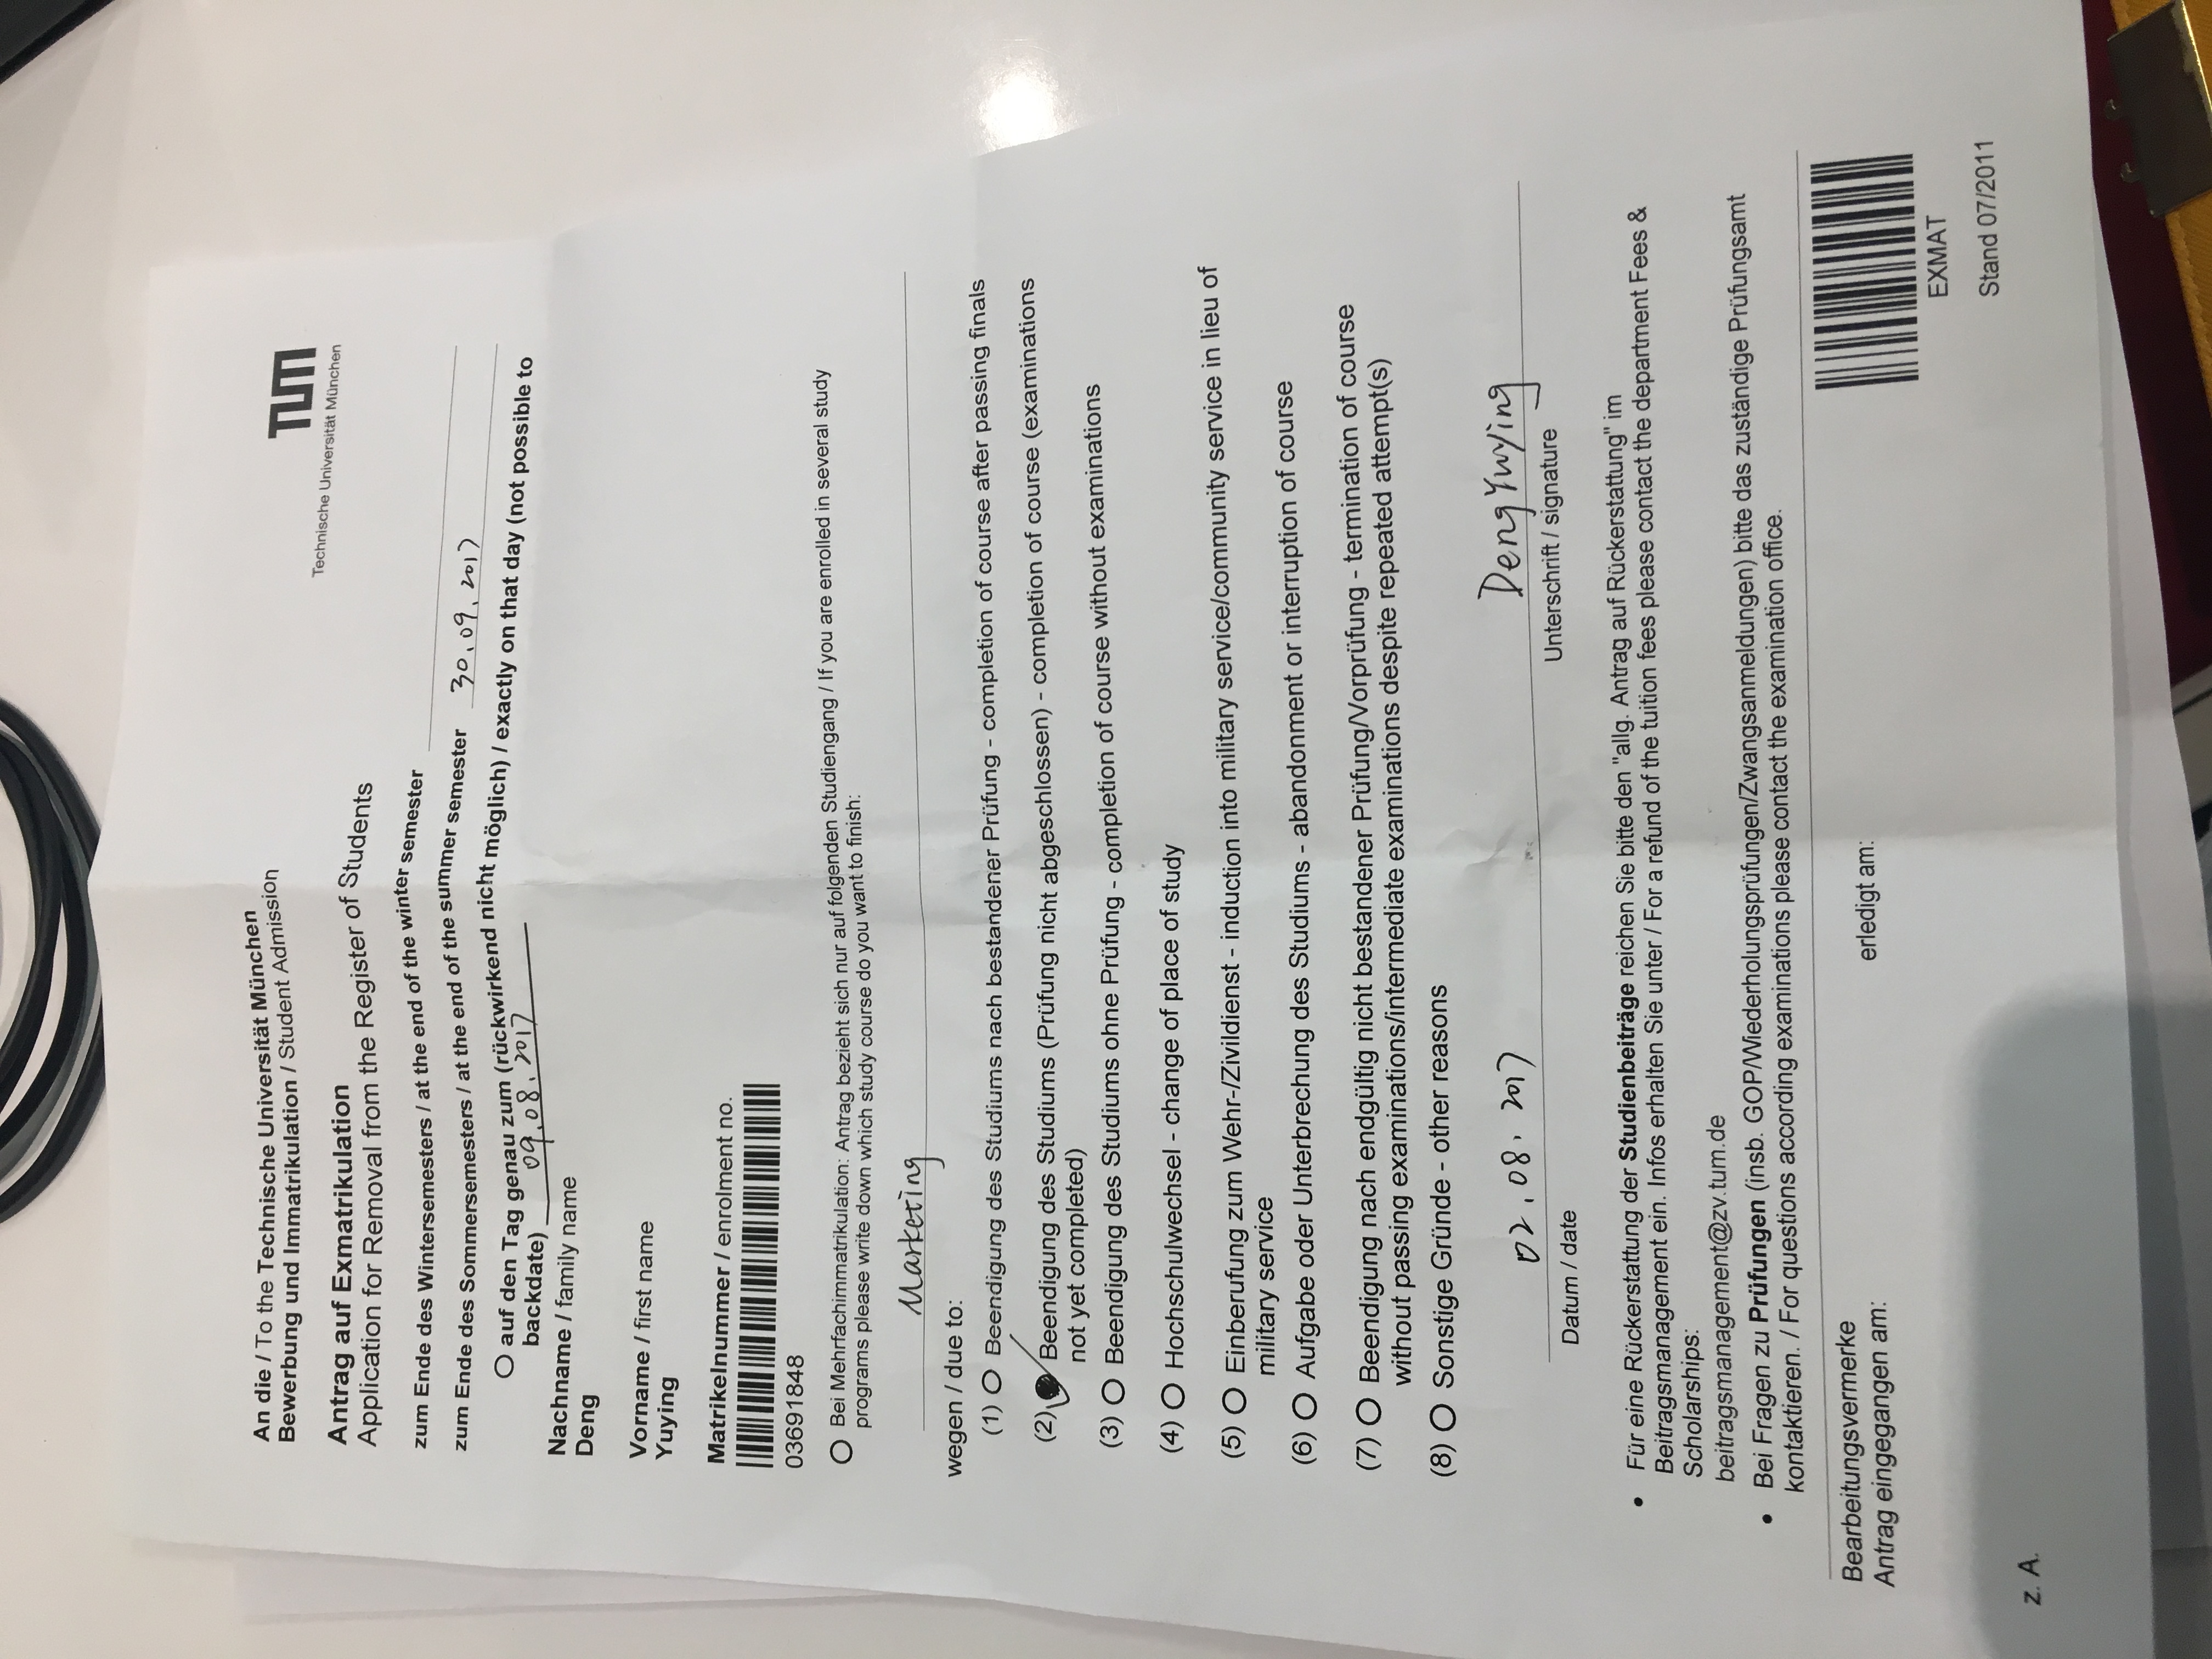 An die / To the Technische Universität München
Bewerbung und Immatrikulation / Student Admission
TUM
Technische Universität München
Antrag auf Exmatrikulation
Application for Removal from the Register of Students
zum Ende des Wintersemesters / at the end of the winter semester
zum Ende des Sommersemesters / at the end of the summer semester 30.09.2017
auf den Tag genau zum (rückwirkend nicht möglich) / exactly on that day (not possible to
backdate) 09.08.2017
Nachname / family name
Deng
Vorname / first name
Yuying
Matrikelnummer / enrolment no.
03691848
Bei Mehrfachimmatrikulation: Antrag bezieht sich nur auf folgenden Studiengang / If you are enrolled in several study
programs please write down which study course do you want to finish:
Marketing
wegen / due to:
(1) Beendigung des Studiums nach bestandener Prüfung - completion of course after passing finals
(2) Beendigung des Studiums (Prüfung nicht abgeschlossen) - completion of course (examinations
not yet completed)
(3) Beendigung des Studiums ohne Prüfung - completion of course without examinations
(4) Hochschulwechsel - change of place of study
(5) Einberufung zum Wehr-/Zivildienst - induction into military service/community service in lieu of
military service
(6) Aufgabe oder Unterbrechung des Studiums - abandonment or interruption of course
(7) Beendigung nach endgültig nicht bestandener Prüfung/Vorprüfung - termination of course
without passing examinations/intermediate examinations despite repeated attempt(s)
(8) Sonstige Gründe - other reasons
02.08.2017 Deng Yuying
Datum / date Unterschrift / signature
• Für eine Rückerstattung der Studienbeiträge reichen Sie bitte den "allg. Antrag auf Rückerstattung" im
Beitragsmanagement ein. Infos erhalten Sie unter / For a refund of the tuition fees please contact the department Fees &
Scholarships:
beitragsmanagement@zv.tum.de
• Bei Fragen zu Prüfungen (insb. GOP/Wiederholungsprüfungen/Zwangsanmeldungen) bitte das zuständige Prüfungsamt
kontaktieren. / For questions according examinations please contact the examination office.
Bearbeitungsvermerke
Antrag eingegangen am: erledigt am:
EXMAT
Stand 07/2011
z. A.